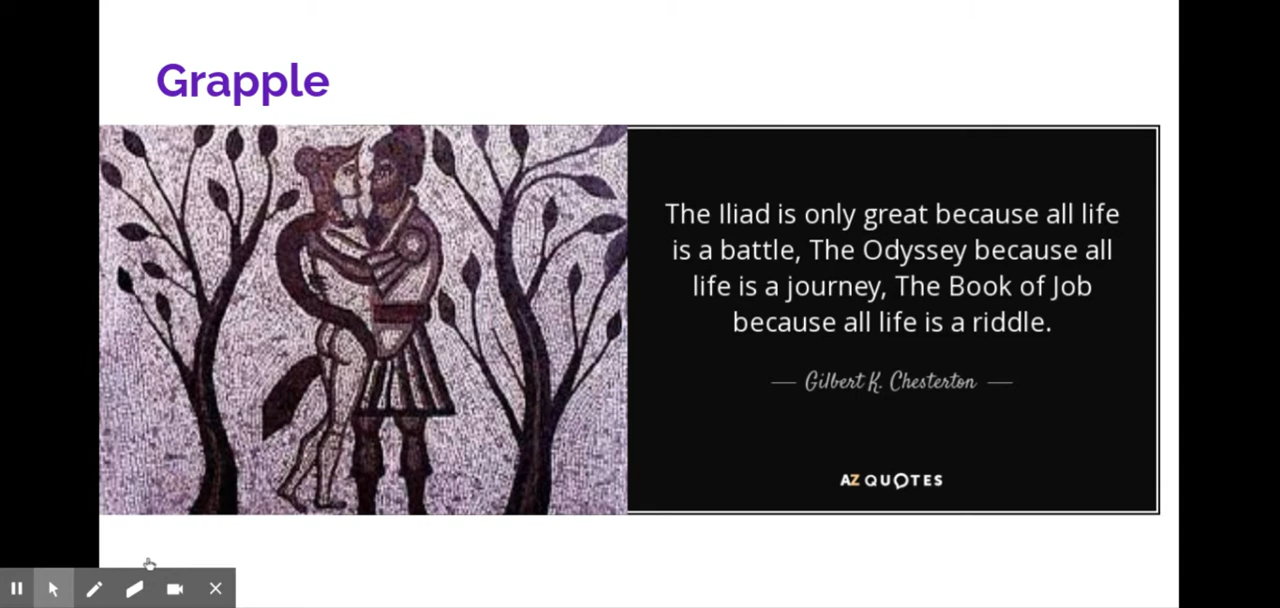 Grapple
The Iliad is only great because all life
is a battle, The Odyssey because all
life is a journey, The Book of Job
because all life is a riddle.
— Gilbert K. Chesterton —
AZ QUOTES